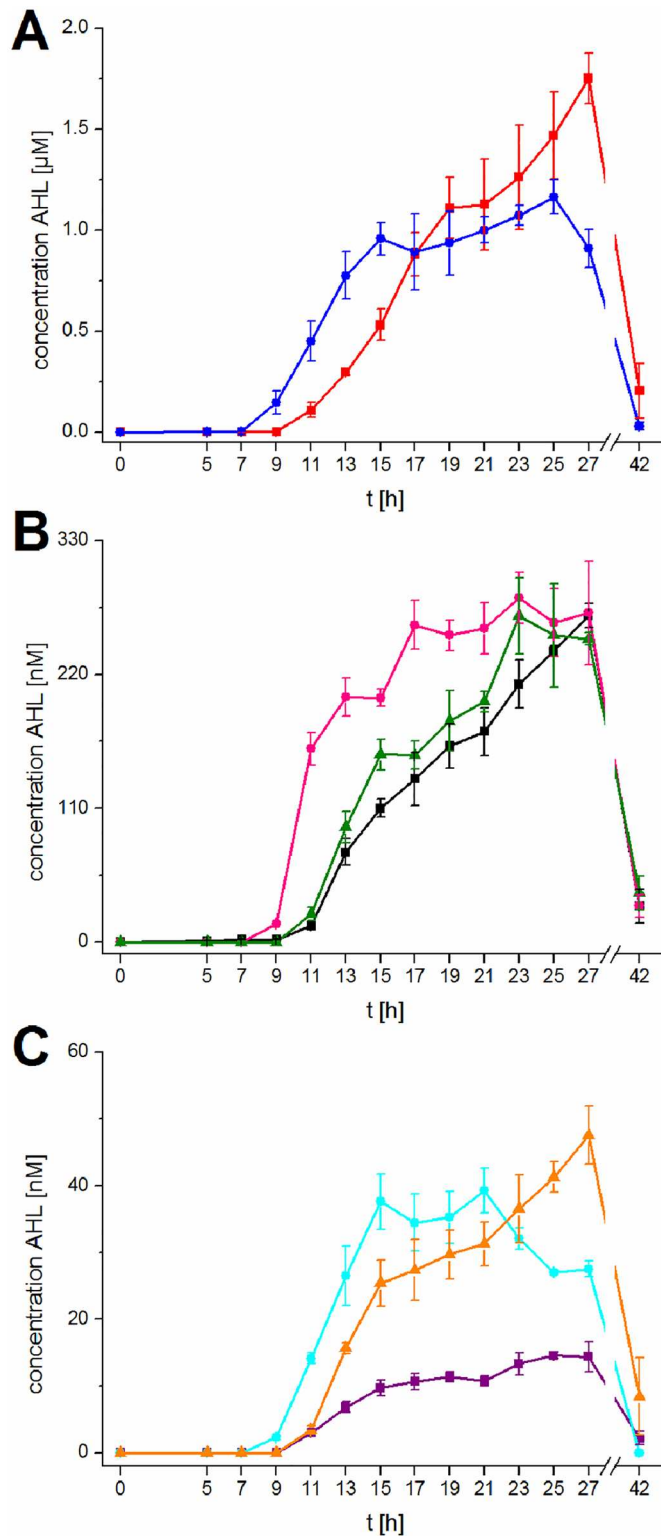 A
2.0
1.5
1.0
0.5
0.0
concentration AHL [µM]
0 5 7 9 11 13 15 17 19 21 23 25 27 42
t [h]
B
330
220
110
0
concentration AHL [nM]
0 5 7 9 11 13 15 17 19 21 23 25 27 42
t [h]
C
60
40
20
0
concentration AHL [nM]
0 5 7 9 11 13 15 17 19 21 23 25 27 42
t [h]